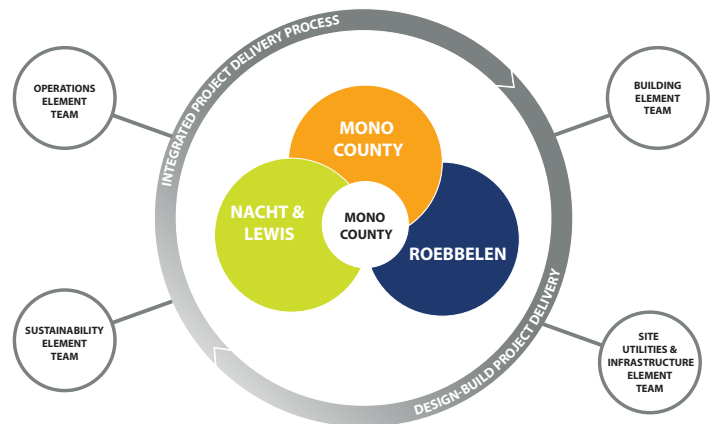 INTEGRATED PROJECT DELIVERY PROCESS
OPERATIONS
ELEMENT
TEAM
BUILDING
ELEMENT
TEAM
MONO
COUNTY
NACHT &
LEWIS
MONO
COUNTY
ROEBBELEN
SUSTAINABILITY
ELEMENT
TEAM
SITE
UTILITIES &
INFRASTRUCTURE
ELEMENT
TEAM
DESIGN-BUILD PROJECT DELIVERY